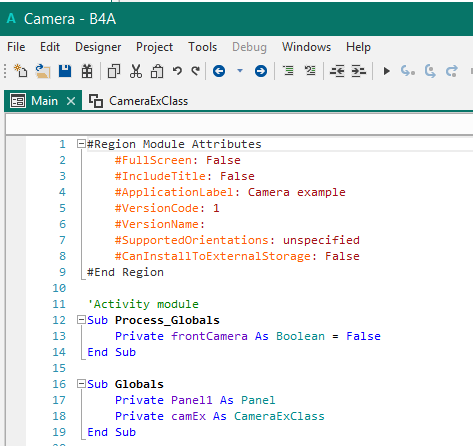 A Camera - B4A
File Edit Designer Project Tools Debug Windows Help
Main × CameraExClass
1 #Region Module Attributes
2 #FullScreen: False
3 #IncludeTitle: False
4 #ApplicationLabel: Camera example
5 #VersionCode: 1
6 #VersionName:
7 #SupportedOrientations: unspecified
8 #CanInstallToExternalStorage: False
9 #End Region
10
11 'Activity module
12 Sub Process_Globals
13 Private frontCamera As Boolean = False
14 End Sub
15
16 Sub Globals
17 Private Panel1 As Panel
18 Private camEx As CameraExClass
19 End Sub